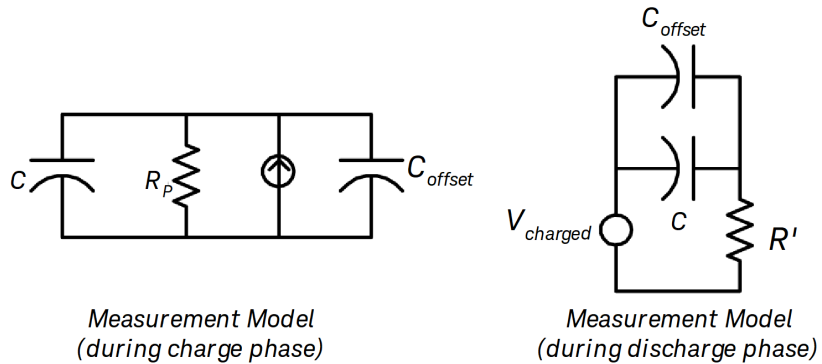 C
R_P
C_offset
Measurement Model
(during charge phase)
C_offset
C
V_charged
R'
Measurement Model
(during discharge phase)